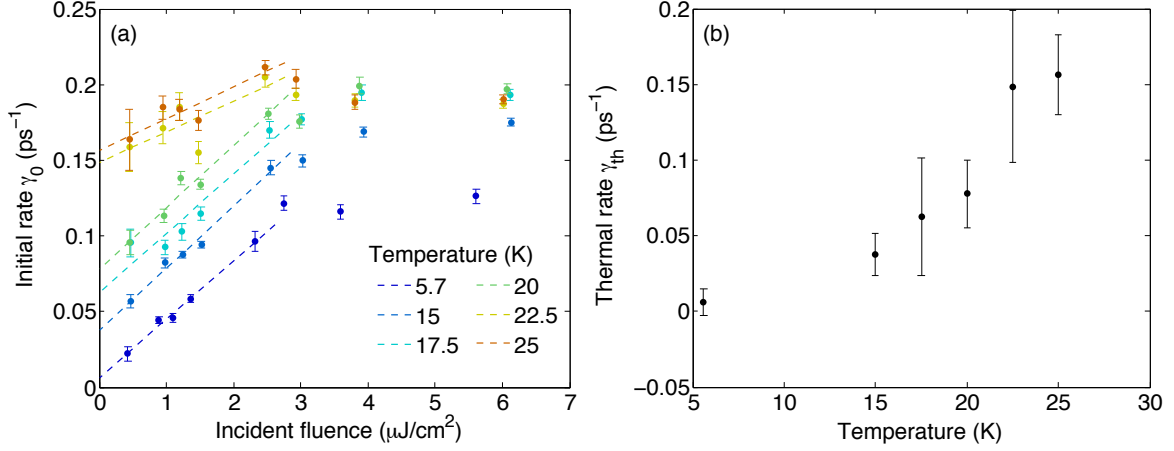 (a)
Initial rate γ₀ (ps⁻¹)
0.25
0.2
0.15
0.1
0.05
0
0 1 2 3 4 5 6 7
Incident fluence (μJ/cm²)
Temperature (K)
5.7 20
15 22.5
17.5 25
(b)
Thermal rate γth (ps⁻¹)
0.2
0.15
0.1
0.05
0
−0.05
5 10 15 20 25 30
Temperature (K)